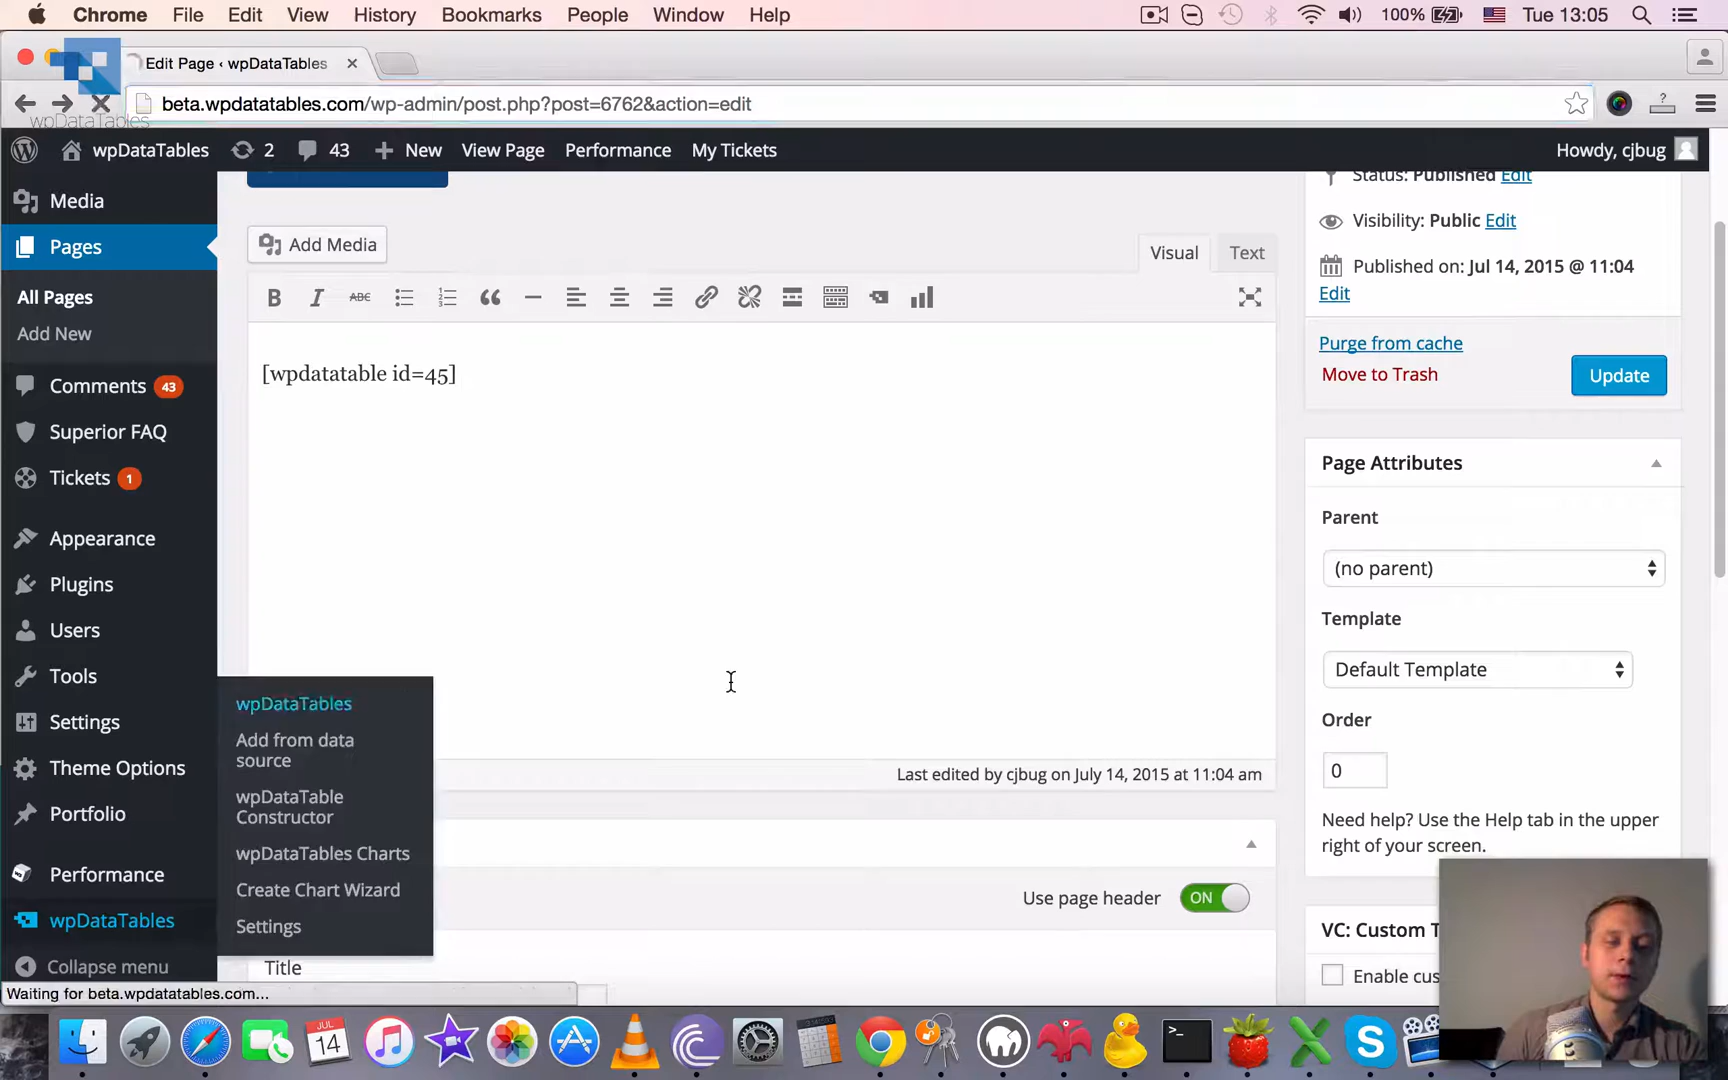 Chrome File Edit View History Bookmarks People Window Help 100% Tue 13:05
Edit Page ‹ wpDataTables
beta.wpdatatables.com/wp-admin/post.php?post=6762&action=edit
wpDataTables
wpDataTables 2 43 New View Page Performance My Tickets Howdy, cjbug
Media
Pages
All Pages
Add New
Comments 43
Superior FAQ
Tickets 1
Appearance
Plugins
Users
Tools
Settings
Theme Options
Portfolio
Performance
wpDataTables
Collapse menu
wpDataTables
Add from data
source
wpDataTable
Constructor
wpDataTables Charts
Create Chart Wizard
Settings
Add Media
Visual Text
B I ABC
[wpdatatable id=45]
Last edited by cjbug on July 14, 2015 at 11:04 am
Use page header ON
Title
Status: Published Edit
Visibility: Public Edit
Published on: Jul 14, 2015 @ 11:04
Edit
Purge from cache
Move to Trash
Update
Page Attributes
Parent
(no parent)
Template
Default Template
Order
0
Need help? Use the Help tab in the upper
right of your screen.
VC: Custom T
Enable cus
Waiting for beta.wpdatatables.com...
JUL
14